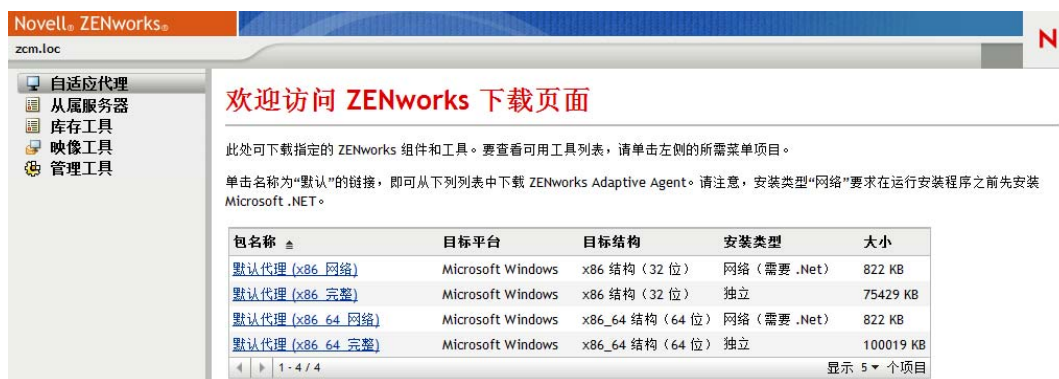 Novell® ZENworks®
zcm.loc
N
自适应代理
从属服务器
库存工具
映像工具
管理工具
欢迎访问 ZENworks 下载页面
此处可下载指定的 ZENworks 组件和工具。要查看可用工具列表，请单击左侧的所需菜单项目。
单击名称为“默认”的链接，即可从下列列表中下载 ZENworks Adaptive Agent。请注意，安装类型“网络”要求在运行安装程序之前先安装
Microsoft .NET。
包名称 目标平台 目标结构 安装类型 大小
默认代理 (x86 网络) Microsoft Windows x86 结构（32 位） 网络（需要 .Net） 822 KB
默认代理 (x86 完整) Microsoft Windows x86 结构（32 位） 独立 75429 KB
默认代理 (x86_64 网络) Microsoft Windows x86_64 结构（64 位） 网络（需要 .Net） 822 KB
默认代理 (x86_64 完整) Microsoft Windows x86_64 结构（64 位） 独立 100019 KB
1 - 4 / 4 显示 5 个项目